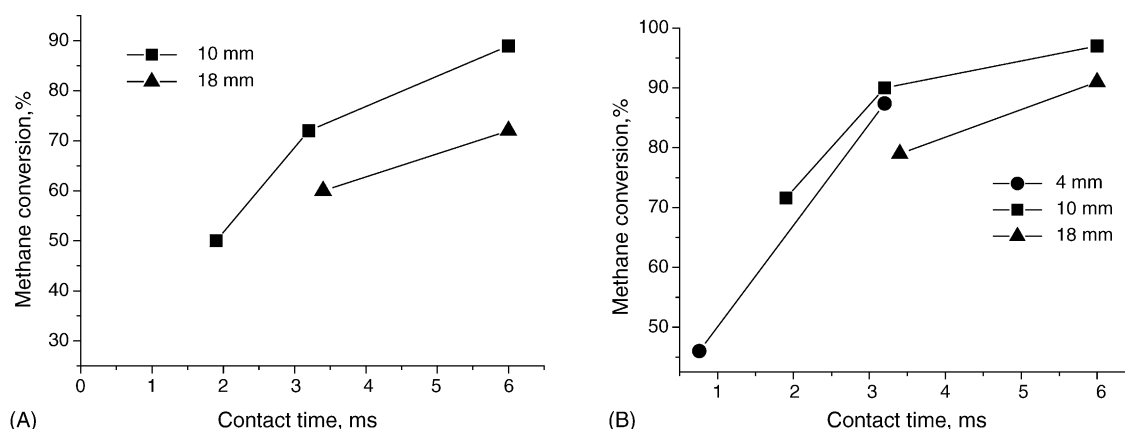 90
80
70
60
50
40
30
0 1 2 3 4 5 6
Methane conversion,%
Contact time, ms
10 mm
18 mm
(A)
100
90
80
70
60
50
1 2 3 4 5 6
Methane conversion,%
Contact time, ms
4 mm
10 mm
18 mm
(B)